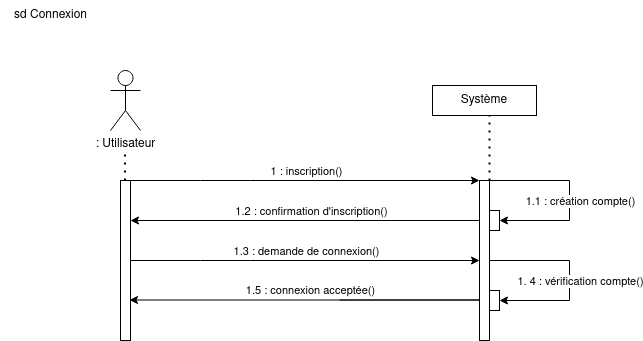 sd Connexion
Système
: Utilisateur
1 : inscription()
1.1 : création compte()
1.2 : confirmation d'inscription()
1.3 : demande de connexion()
1. 4 : vérification compte()
1.5 : connexion acceptée()